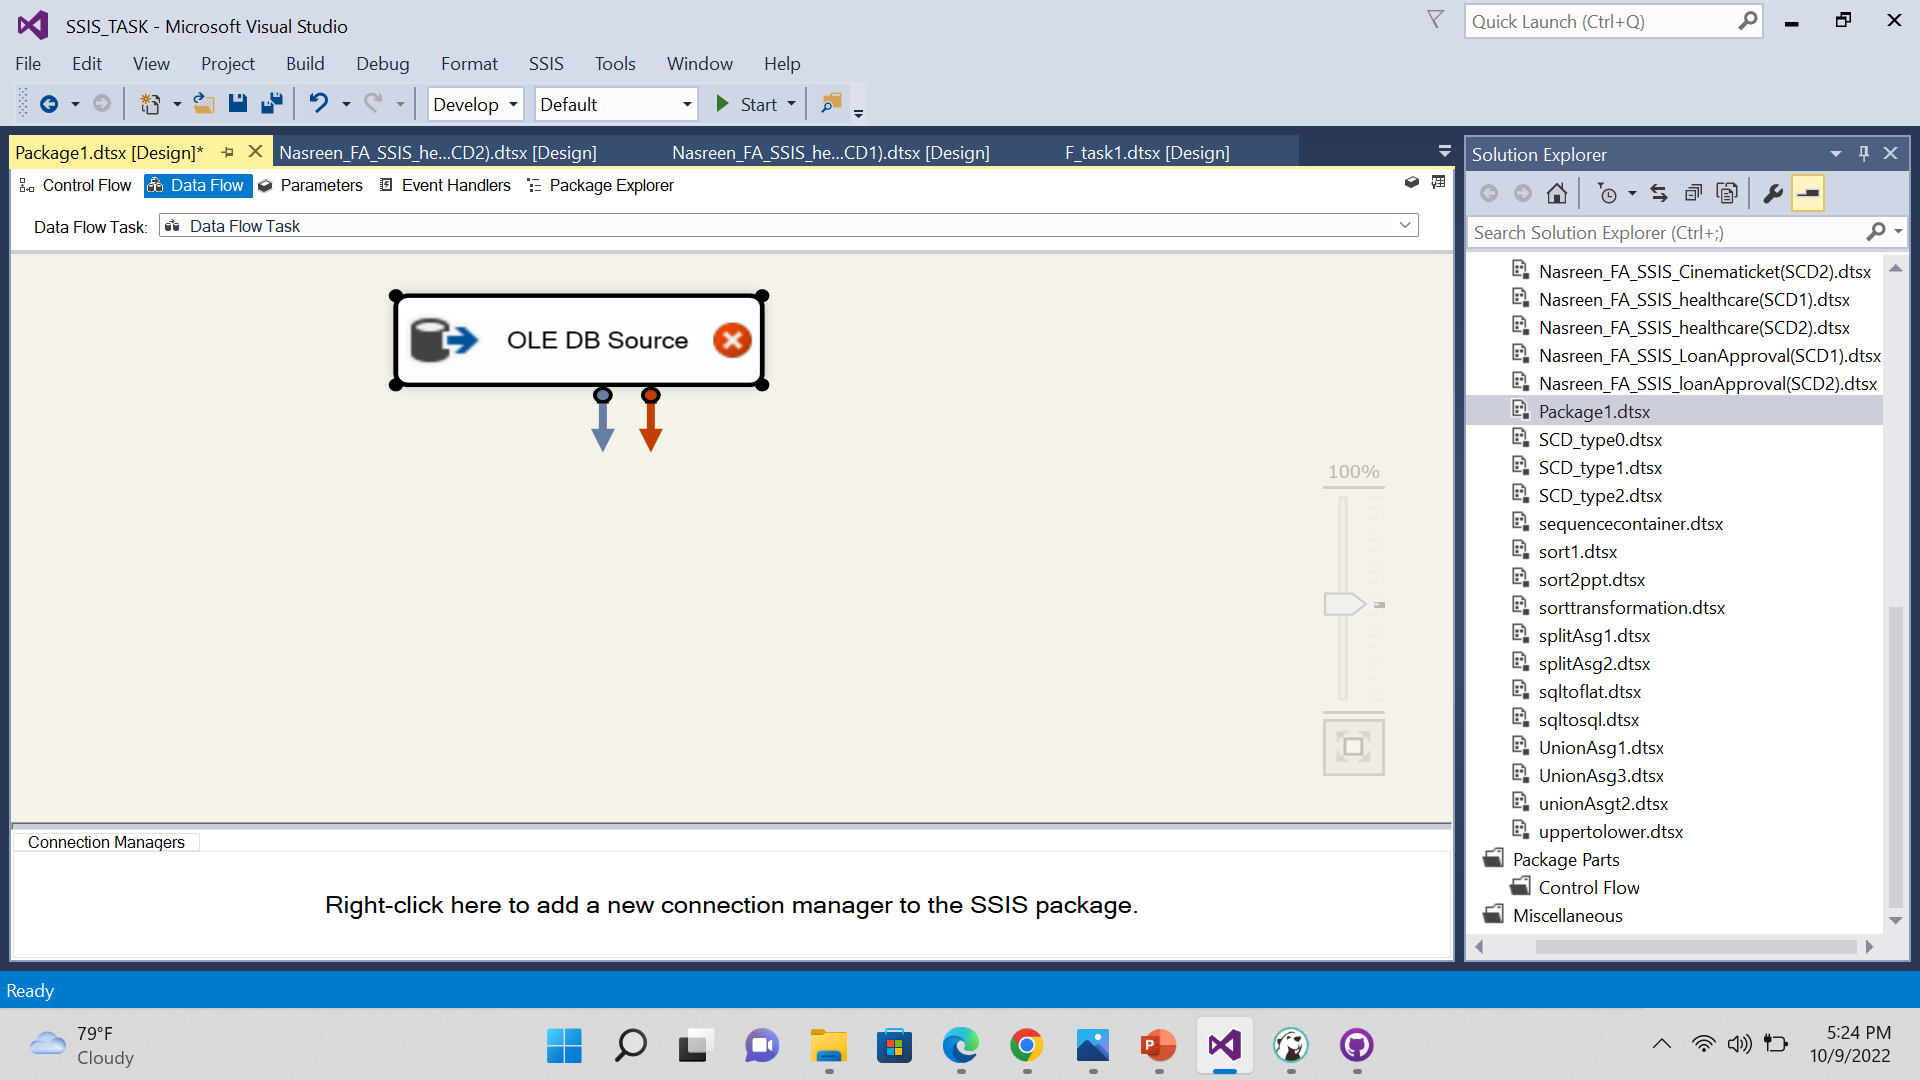 SSIS_TASK - Microsoft Visual Studio
Quick Launch (Ctrl+Q)
File Edit View Project Build Debug Format SSIS Tools Window Help
Develop Default Start
Package1.dtsx [Design]* Nasreen_FA_SSIS_he...CD2).dtsx [Design] Nasreen_FA_SSIS_he...CD1).dtsx [Design] F_task1.dtsx [Design]
Control Flow Data Flow Parameters Event Handlers Package Explorer
Data Flow Task: Data Flow Task
OLE DB Source
100%
Connection Managers
Right-click here to add a new connection manager to the SSIS package.
Solution Explorer
Search Solution Explorer (Ctrl+;)
Nasreen_FA_SSIS_Cinematicket(SCD2).dtsx
Nasreen_FA_SSIS_healthcare(SCD1).dtsx
Nasreen_FA_SSIS_healthcare(SCD2).dtsx
Nasreen_FA_SSIS_LoanApproval(SCD1).dtsx
Nasreen_FA_SSIS_loanApproval(SCD2).dtsx
Package1.dtsx
SCD_type0.dtsx
SCD_type1.dtsx
SCD_type2.dtsx
sequencecontainer.dtsx
sort1.dtsx
sort2ppt.dtsx
sorttransformation.dtsx
splitAsg1.dtsx
splitAsg2.dtsx
sqltoflat.dtsx
sqltosql.dtsx
UnionAsg1.dtsx
UnionAsg3.dtsx
unionAsgt2.dtsx
uppertolower.dtsx
Package Parts
Control Flow
Miscellaneous
Ready
79°F
Cloudy
5:24 PM
10/9/2022